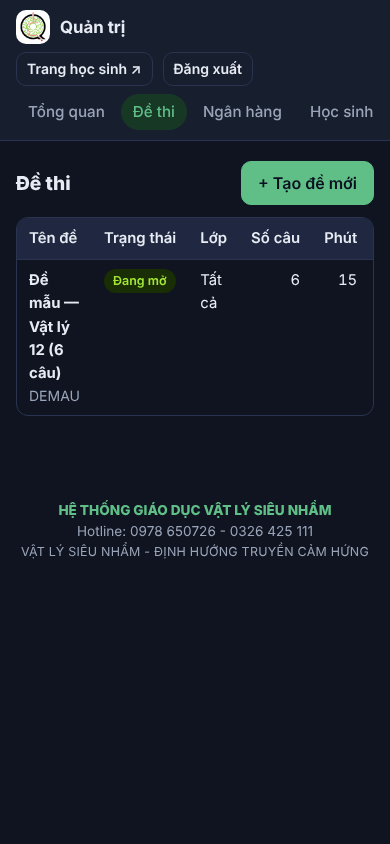 Quản trị
Trang học sinh ↗ Đăng xuất
Tổng quan Đề thi Ngân hàng Học sinh
Đề thi + Tạo đề mới
Tên đề Trạng thái Lớp Số câu Phút
Đề mẫu — Vật lý 12 (6 câu) Đang mở Tất cả 6 15
DEMAU
HỆ THỐNG GIÁO DỤC VẬT LÝ SIÊU NHẨM
Hotline: 0978 650726 - 0326 425 111
VẬT LÝ SIÊU NHẨM - ĐỊNH HƯỚNG TRUYỀN CẢM HỨNG